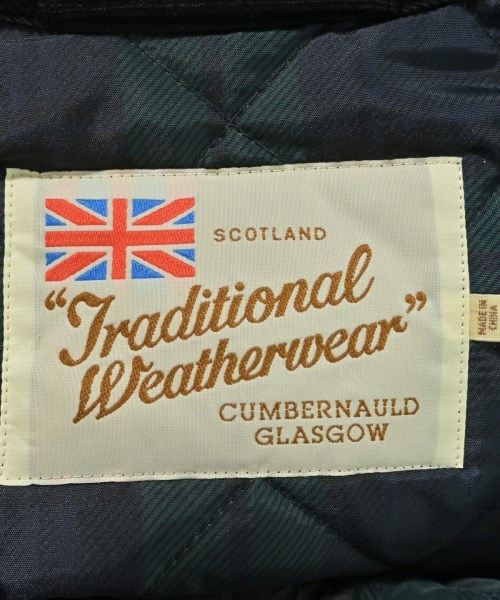 SCOTLAND
“Traditional
Weatherwear”
CUMBERNAULD
GLASGOW
MADE IN
CHINA